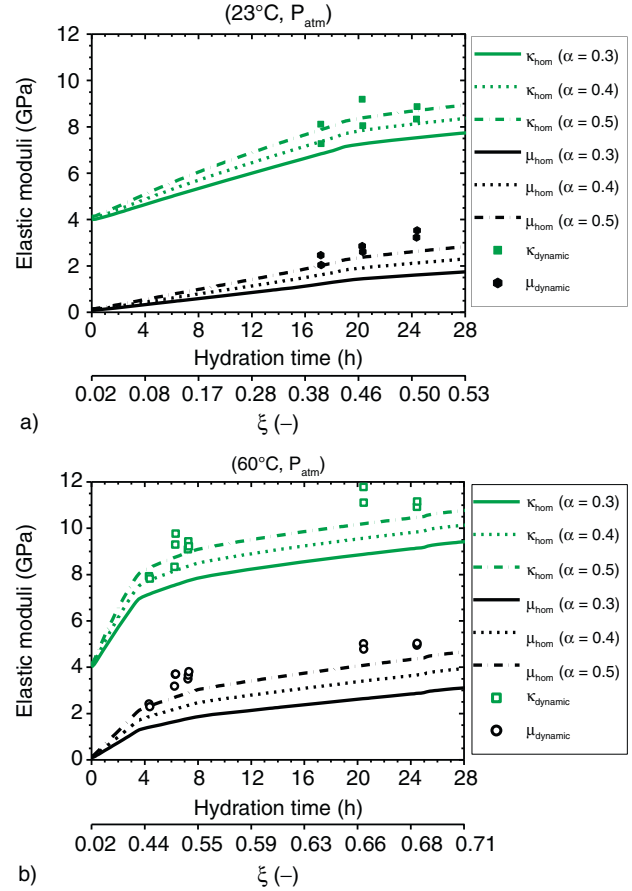 (23°C, Patm)
12
10
8
6
4
2
0
Elastic moduli (GPa)
0 4 8 12 16 20 24 28
Hydration time (h)
0.02 0.08 0.17 0.28 0.38 0.46 0.50 0.53
ξ (–)
a)
κhom (α = 0.3)
κhom (α = 0.4)
κhom (α = 0.5)
μhom (α = 0.3)
μhom (α = 0.4)
μhom (α = 0.5)
κdynamic
μdynamic
(60°C, Patm)
12
10
8
6
4
2
0
Elastic moduli (GPa)
0 4 8 12 16 20 24 28
Hydration time (h)
0.02 0.44 0.55 0.59 0.63 0.66 0.68 0.71
ξ (–)
b)
κhom (α = 0.3)
κhom (α = 0.4)
κhom (α = 0.5)
μhom (α = 0.3)
μhom (α = 0.4)
μhom (α = 0.5)
κdynamic
μdynamic